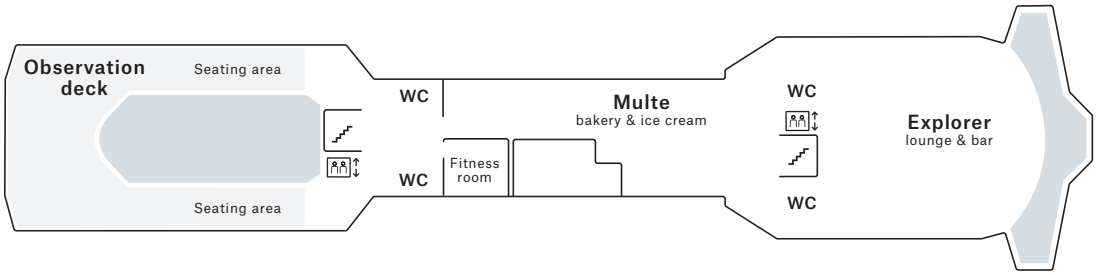 Observation
deck
Seating area
Seating area
WC
WC
Fitness
room
Multe
bakery & ice cream
WC
WC
Explorer
lounge & bar